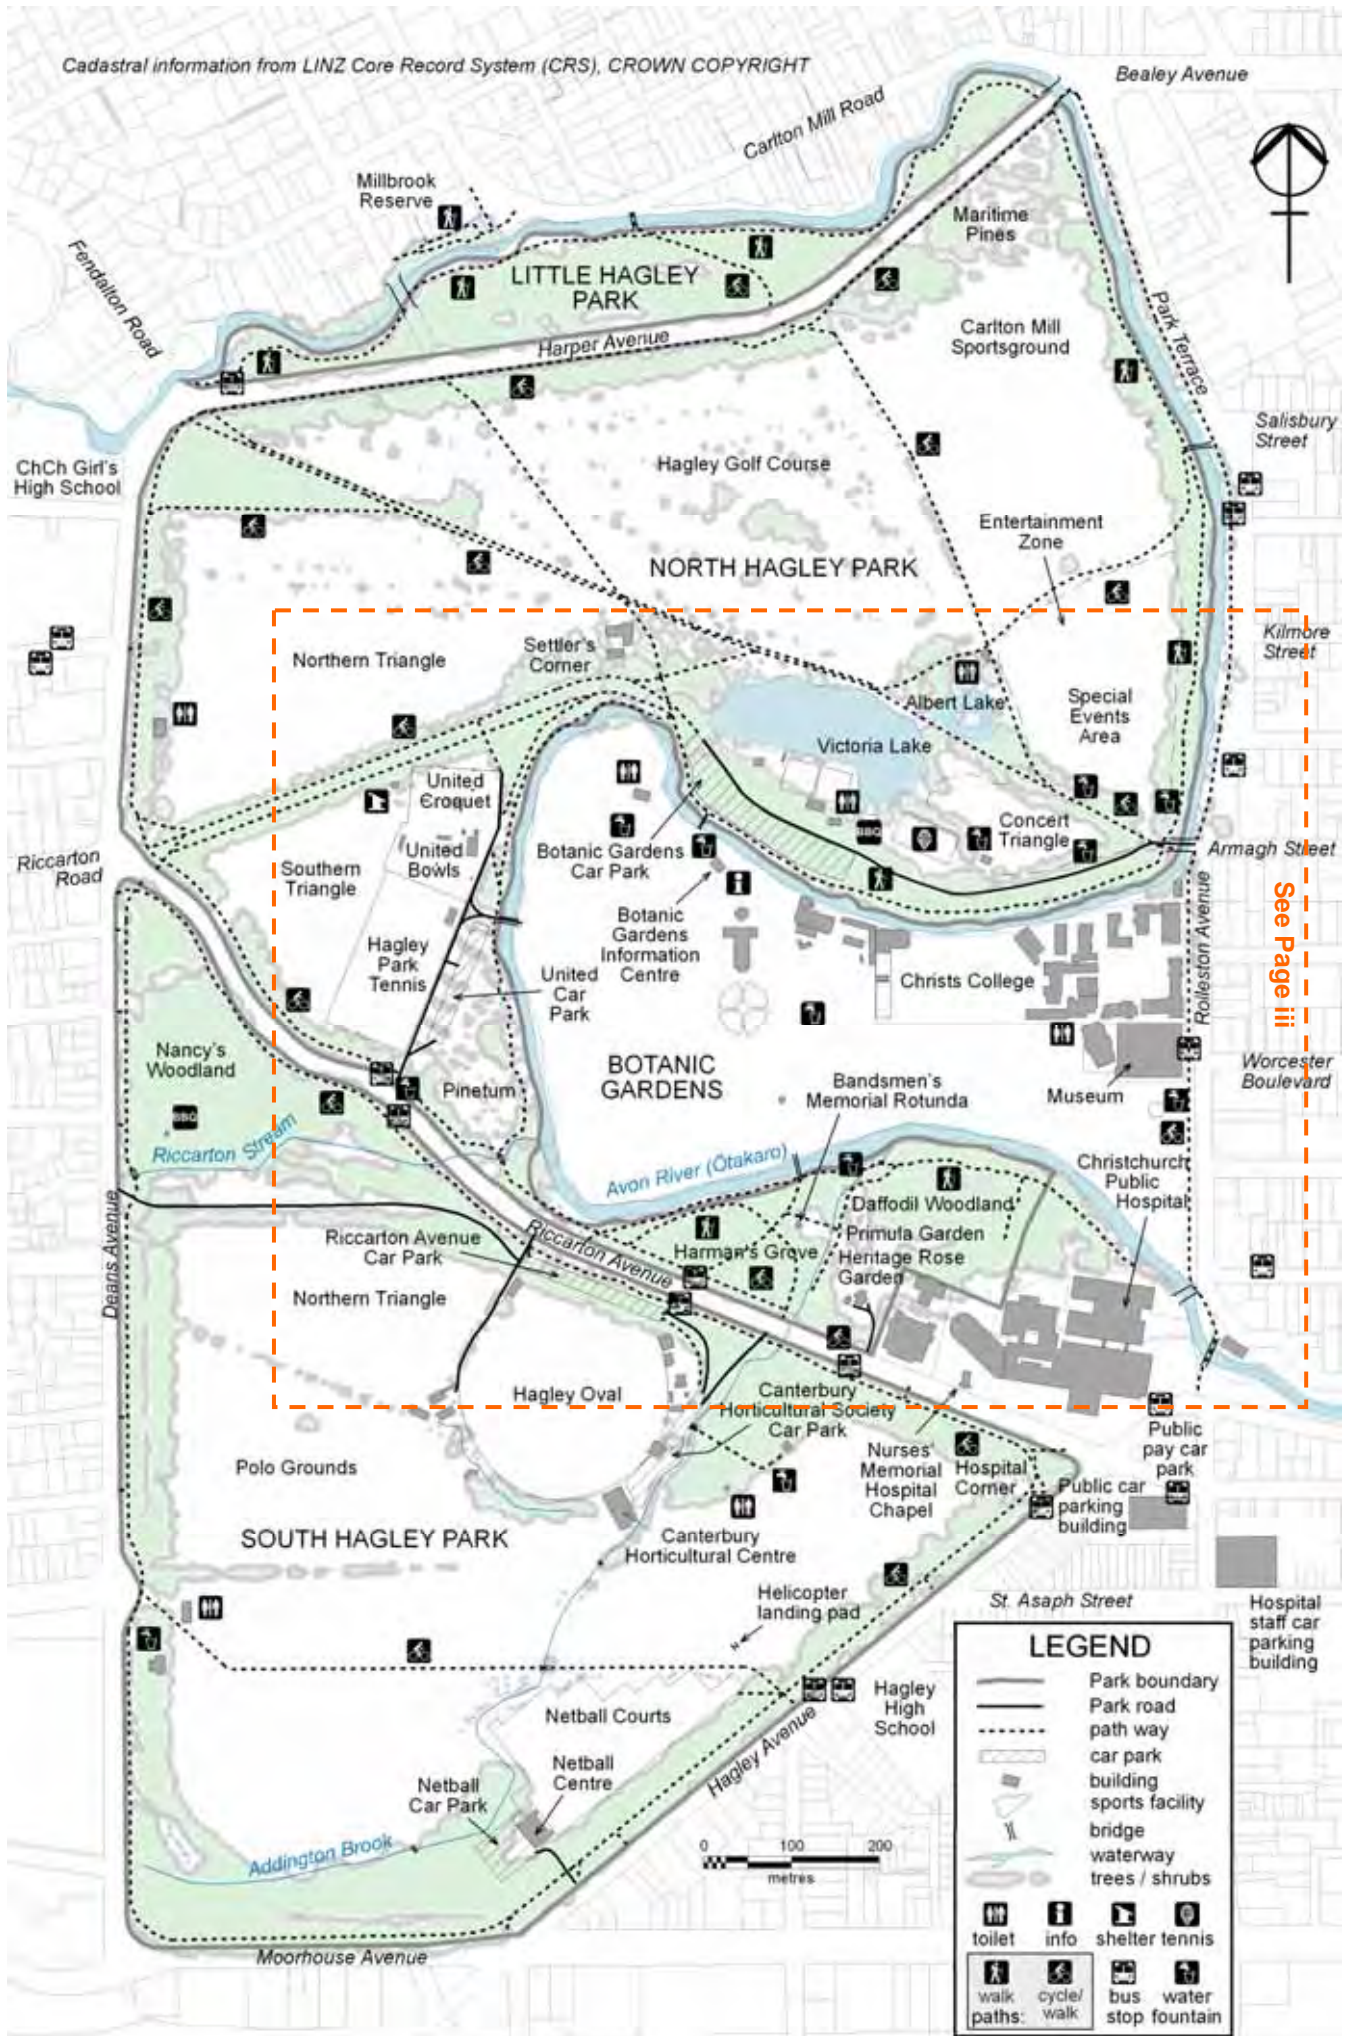 Cadastral information from LINZ Core Record System (CRS), CROWN COPYRIGHT
Bealey Avenue
Carlton Mill Road
Millbrook
Reserve
Maritime
Pines
Fendalton Road
LITTLE HAGLEY
PARK
Park Terrace
Harper Avenue
Carlton Mill
Sportsground
Salisbury
Street
ChCh Girl's
High School
Hagley Golf Course
Entertainment
Zone
NORTH HAGLEY PARK
Kilmore
Street
Northern Triangle
Settler's
Corner
Albert Lake
Special
Events
Area
Victoria Lake
United
Croquet
Concert
Triangle
BBQ
Armagh Street
Riccarton
Road
Southern
Triangle
United
Bowls
Botanic Gardens
Car Park
See Page iii
Rolleston Avenue
Botanic
Gardens
Information
Centre
Hagley
Park
Tennis
United
Car
Park
Christs College
Nancy's
Woodland
BOTANIC
GARDENS
Pinetum
Bandsmen's
Memorial Rotunda
Museum
Worcester
Boulevard
BBQ
Riccarton Stream
Avon River (Ōtakaro)
Christchurch
Public
Hospital
Daffodil Woodland
Deans Avenue
Riccarton Avenue
Car Park
Riccarton Avenue
Harman's Grove
Primula Garden
Heritage Rose
Garden
Northern Triangle
Hagley Oval
Canterbury
Horticultural Society
Car Park
Public
pay car
park
Polo Grounds
Nurses'
Memorial
Hospital
Chapel
Hospital
Corner
Public car
parking
building
SOUTH HAGLEY PARK
Canterbury
Horticultural Centre
Helicopter
landing pad
St. Asaph Street
Hospital
staff car
parking
building
Hagley
High
School
Netball Courts
Hagley Avenue
Netball
Centre
Netball
Car Park
Addington Brook
0 100 200
metres
Moorhouse Avenue
LEGEND
Park boundary
Park road
path way
car park
building
sports facility
bridge
waterway
trees / shrubs
toilet info shelter tennis
walk cycle/ bus water
paths: walk stop fountain